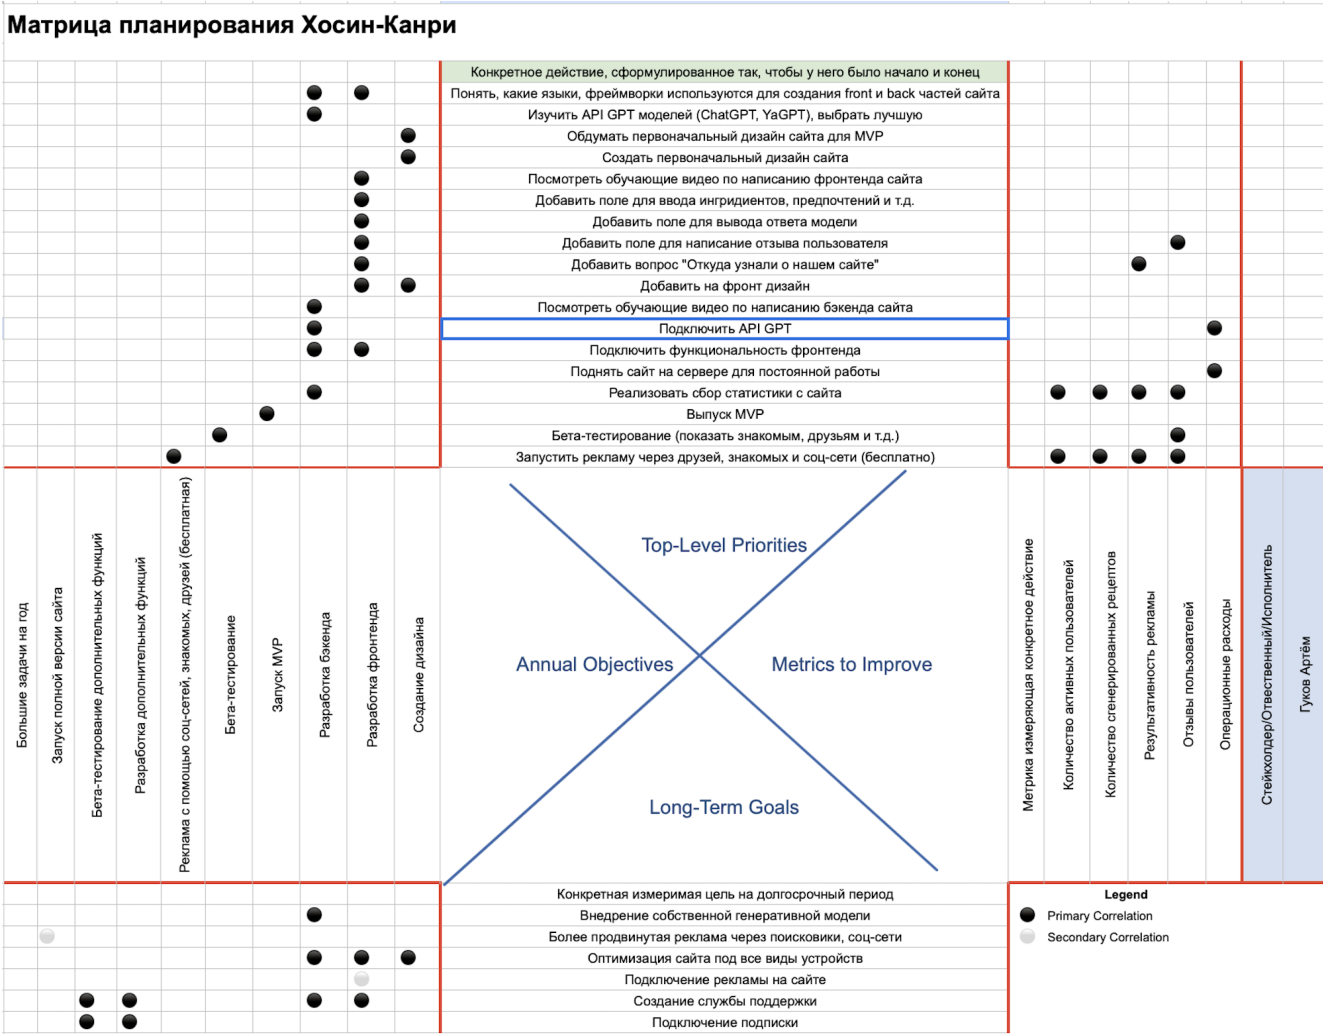 Матрица планирования Хосин-Канри
Конкретное действие, сформулированное так, чтобы у него было начало и конец
Понять, какие языки, фреймворки используются для создания front и back частей сайта
Изучить API GPT моделей (ChatGPT, YaGPT), выбрать лучшую
Обдумать первоначальный дизайн сайта для MVP
Создать первоначальный дизайн сайта
Посмотреть обучающие видео по написанию фронтенда сайта
Добавить поле для ввода ингридиентов, предпочтений и т.д.
Добавить поле для вывода ответа модели
Добавить поле для написание отзыва пользователя
Добавить вопрос "Откуда узнали о нашем сайте"
Добавить на фронт дизайн
Посмотреть обучающие видео по написанию бэкенда сайта
Подключить API GPT
Подключить функциональность фронтенда
Поднять сайт на сервере для постоянной работы
Реализовать сбор статистики с сайта
Выпуск MVP
Бета-тестирование (показать знакомым, друзьям и т.д.)
Запустить рекламу через друзей, знакомых и соц-сети (бесплатно)
Большие задачи на год
Запуск полной версии сайта
Бета-тестирование дополнительных функций
Разработка дополнительных функций
Реклама с помощью соц-сетей, знакомых, друзей (бесплатная)
Бета-тестирование
Запуск MVP
Разработка бэкенда
Разработка фронтенда
Создание дизайна
Top-Level Priorities
Annual Objectives
Metrics to Improve
Long-Term Goals
Метрика измеряющая конкретное действие
Количество активных пользователей
Количество сгенерированных рецептов
Результативность рекламы
Отзывы пользователей
Операционные расходы
Стейкхолдер/Отвественный/Исполнитель
Гуков Артём
Конкретная измеримая цель на долгосрочный период
Внедрение собственной генеративной модели
Более продвинутая реклама через поисковики, соц-сети
Оптимизация сайта под все виды устройств
Подключение рекламы на сайте
Создание службы поддержки
Подключение подписки
Legend
Primary Correlation
Secondary Correlation